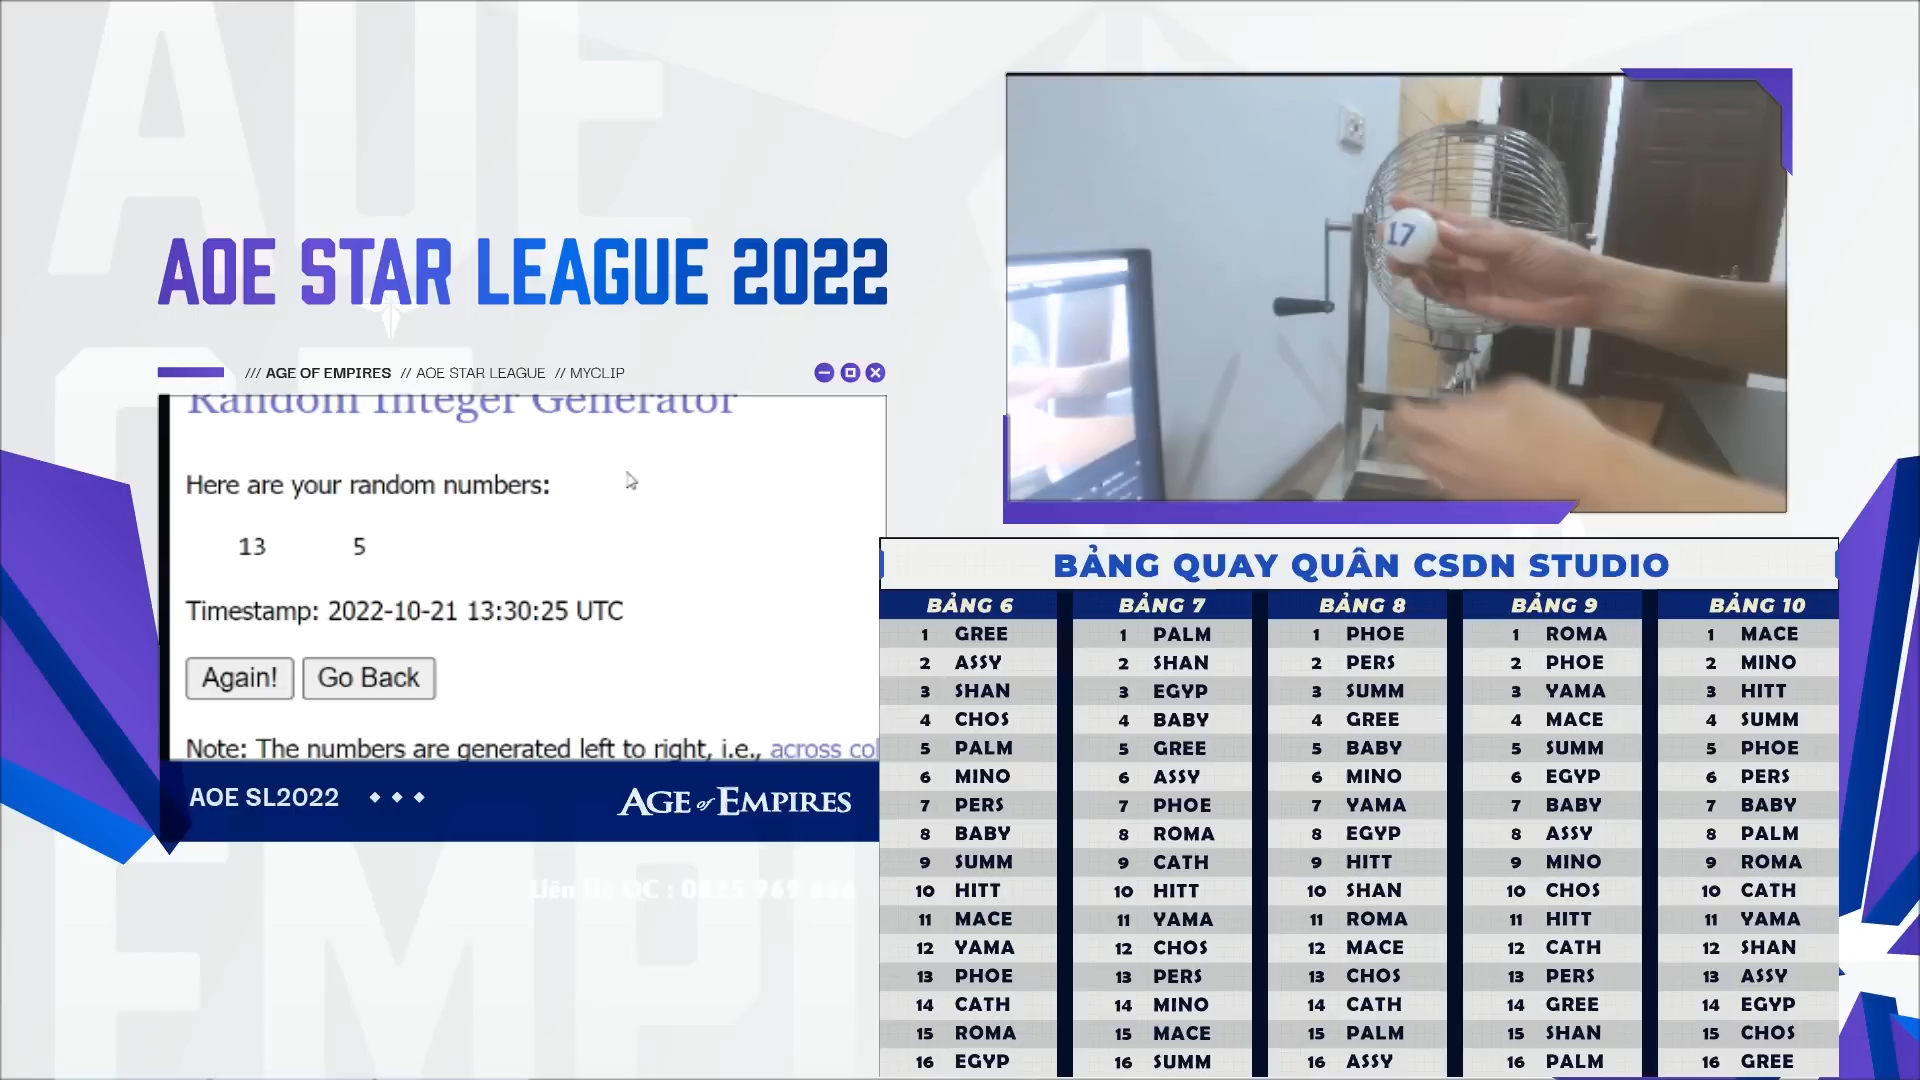 AOE STAR LEAGUE 2022
/// AGE OF EMPIRES // AOE STAR LEAGUE // MYCLIP
Random Integer Generator
Here are your random numbers:
13 5
Timestamp: 2022-10-21 13:30:25 UTC
Again! Go Back
Note: The numbers are generated left to right, i.e., across col
AOE SL2022
AGE of EMPIRES
17
BẢNG QUAY QUÂN CSDN STUDIO
BẢNG 6 BẢNG 7 BẢNG 8 BẢNG 9 BẢNG 10
1 GREE 1 PALM 1 PHOE 1 ROMA 1 MACE
2 ASSY 2 SHAN 2 PERS 2 PHOE 2 MINO
3 SHAN 3 EGYP 3 SUMM 3 YAMA 3 HITT
4 CHOS 4 BABY 4 GREE 4 MACE 4 SUMM
5 PALM 5 GREE 5 BABY 5 SUMM 5 PHOE
6 MINO 6 ASSY 6 MINO 6 EGYP 6 PERS
7 PERS 7 PHOE 7 YAMA 7 BABY 7 BABY
8 BABY 8 ROMA 8 EGYP 8 ASSY 8 PALM
9 SUMM 9 CATH 9 HITT 9 MINO 9 ROMA
10 HITT 10 HITT 10 SHAN 10 CHOS 10 CATH
11 MACE 11 YAMA 11 ROMA 11 HITT 11 YAMA
12 YAMA 12 CHOS 12 MACE 12 CATH 12 SHAN
13 PHOE 13 PERS 13 CHOS 13 PERS 13 ASSY
14 CATH 14 MINO 14 CATH 14 GREE 14 EGYP
15 ROMA 15 MACE 15 PALM 15 SHAN 15 CHOS
16 EGYP 16 SUMM 16 ASSY 16 PALM 16 GREE